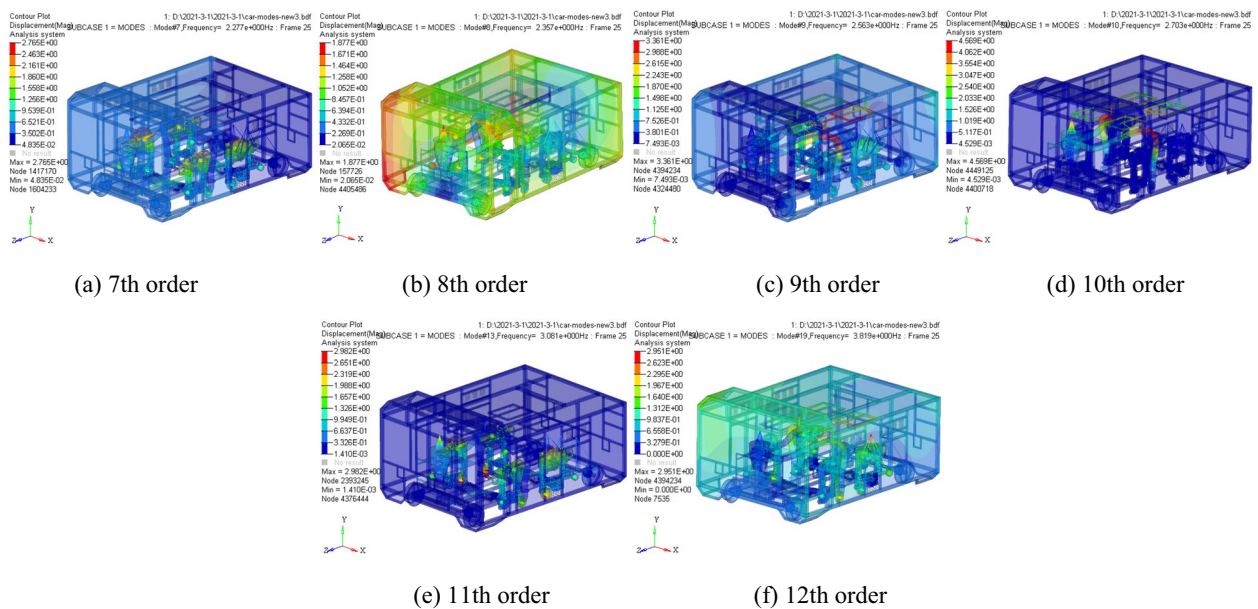 Contour Plot
Displacement(Mag)
Analysis system
1: D:\2021-3-1\2021-3-1\car-modes-new3.bdf
SUBCASE 1 = MODES : Mode#7,Frequency= 2.277e+000Hz : Frame 25
2.765E+00
2.463E+00
2.161E+00
1.860E+00
1.558E+00
1.256E+00
9.539E-01
6.521E-01
3.502E-01
4.835E-02
No result
Max = 2.765E+00
Node 1417170
Min = 4.835E-02
Node 1604233
Y
Z
X
(a) 7th order
Contour Plot
Displacement(Mag)
Analysis system
1: D:\2021-3-1\2021-3-1\car-modes-new3.bdf
SUBCASE 1 = MODES : Mode#8,Frequency= 2.357e+000Hz : Frame 25
1.877E+00
1.671E+00
1.464E+00
1.258E+00
1.052E+00
8.457E-01
6.394E-01
4.332E-01
2.269E-01
2.065E-02
No result
Max = 1.877E+00
Node 157726
Min = 2.065E-02
Node 4405486
Y
Z
X
(b) 8th order
Contour Plot
Displacement(Mag)
Analysis system
1: D:\2021-3-1\2021-3-1\car-modes-new3.bdf
SUBCASE 1 = MODES : Mode#9,Frequency= 2.563e+000Hz : Frame 25
3.361E+00
2.988E+00
2.615E+00
2.243E+00
1.870E+00
1.498E+00
1.125E+00
7.526E-01
3.801E-01
7.493E-03
No result
Max = 3.361E+00
Node 4394234
Min = 7.493E-03
Node 4324480
Y
Z
X
(c) 9th order
Contour Plot
Displacement(Mag)
Analysis system
1: D:\2021-3-1\2021-3-1\car-modes-new3.bdf
SUBCASE 1 = MODES : Mode#10,Frequency= 2.703e+000Hz : Frame 25
4.569E+00
4.062E+00
3.554E+00
3.047E+00
2.540E+00
2.033E+00
1.526E+00
1.019E+00
5.117E-01
4.529E-03
No result
Max = 4.569E+00
Node 4449125
Min = 4.529E-03
Node 4400718
Y
Z
X
(d) 10th order
Contour Plot
Displacement(Mag)
Analysis system
1: D:\2021-3-1\2021-3-1\car-modes-new3.bdf
SUBCASE 1 = MODES : Mode#13,Frequency= 3.081e+000Hz : Frame 25
2.982E+00
2.651E+00
2.319E+00
1.988E+00
1.657E+00
1.326E+00
9.949E-01
6.637E-01
3.326E-01
1.410E-03
No result
Max = 2.982E+00
Node 2393245
Min = 1.410E-03
Node 4376444
Y
Z
X
(e) 11th order
Contour Plot
Displacement(Mag)
Analysis system
1: D:\2021-3-1\2021-3-1\car-modes-new3.bdf
SUBCASE 1 = MODES : Mode#19,Frequency= 3.819e+000Hz : Frame 25
2.951E+00
2.623E+00
2.295E+00
1.967E+00
1.640E+00
1.312E+00
9.837E-01
6.558E-01
3.279E-01
0.000E+00
No result
Max = 2.951E+00
Node 4394234
Min = 0.000E+00
Node 7535
Y
Z
X
(f) 12th order